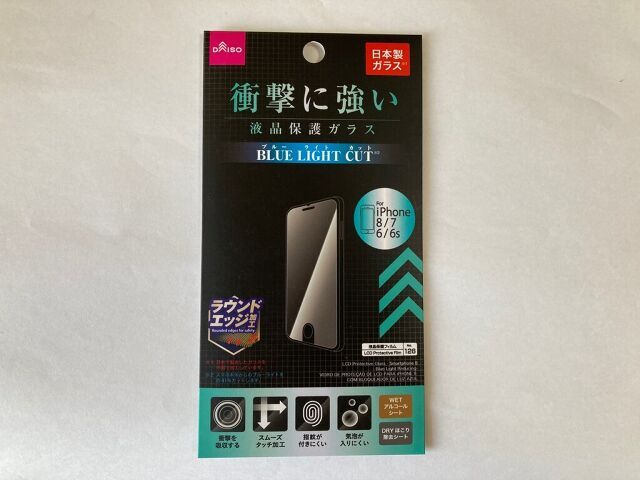 DAISO
日本製
ガラス※1
衝撃に強い
液晶保護ガラス
ブルー ライト カット
BLUE LIGHT CUT※2
For
iPhone
8/7
6/6s
ラウンド
エッジ加工
Rounded edges for safety
液晶保護フィルム
LCD Protective Film
No.
126
LCD Protective Glass - Smartphone 8
Blue Light Reducing
VIDRO DE PROTEÇÃO DE LCD PARA IPHONE 8
COM BLOQUEADOR DE LUZ AZUL
衝撃を
吸収する
スムーズ
タッチ加工
指紋が
付きにくい
気泡が
入りにくい
WET
アルコール
シート
DRY ほこり
除去シート